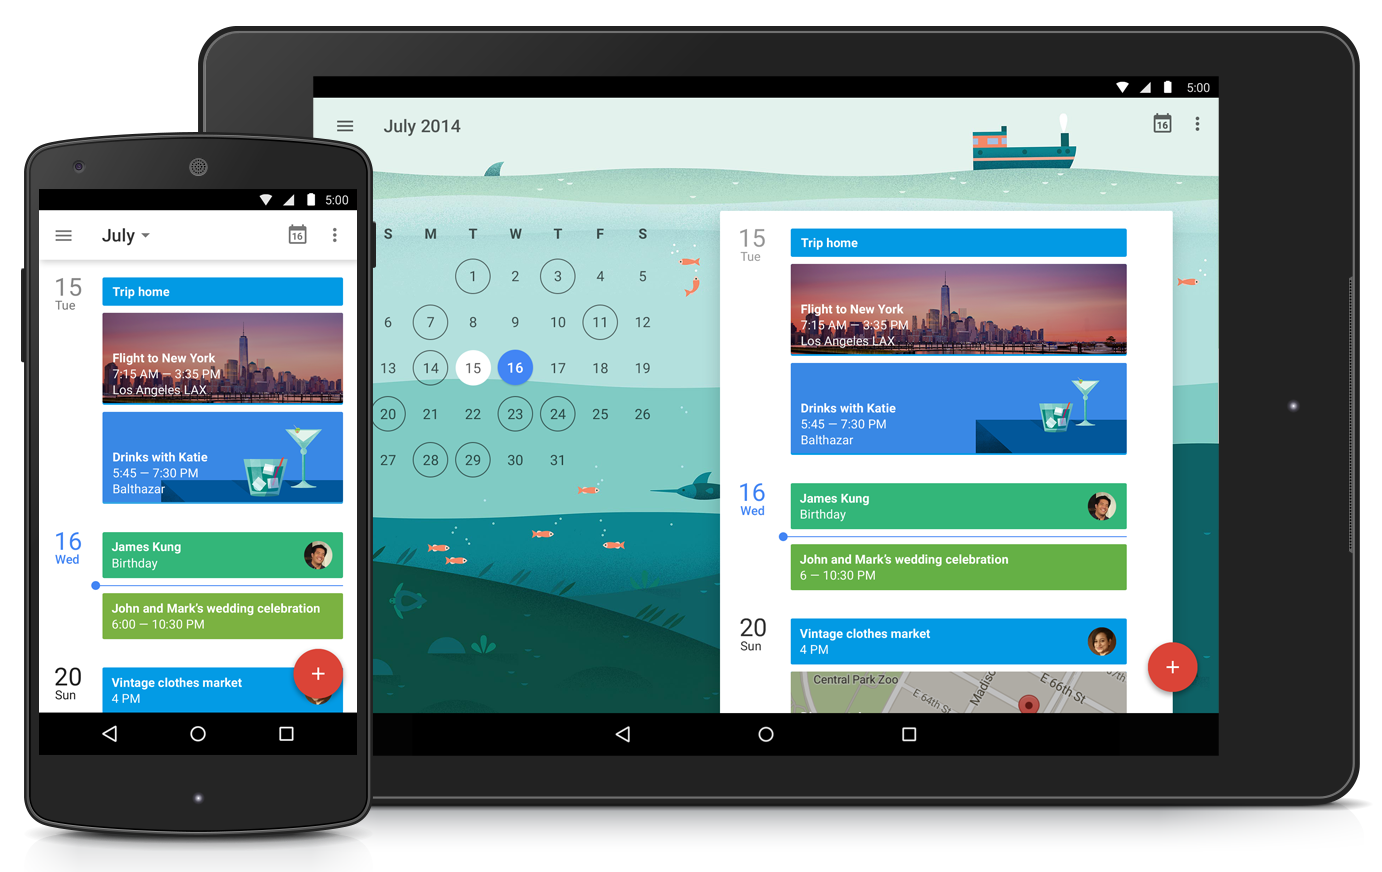 5:00
July
16
15
Tue
Trip home
Flight to New York
7:15 AM — 3:35 PM
Los Angeles LAX
Drinks with Katie
5:45 — 7:30 PM
Balthazar
16
Wed
James Kung
Birthday
John and Mark's wedding celebration
6:00 — 10:30 PM
20
Sun
Vintage clothes market
4 PM
+
5:00
July 2014
16
S M T W T F S
1 2 3 4 5
6 7 8 9 10 11 12
13 14 15 16 17 18 19
20 21 22 23 24 25 26
27 28 29 30 31
15
Tue
Trip home
Flight to New York
7:15 AM — 3:35 PM
Los Angeles LAX
Drinks with Katie
5:45 — 7:30 PM
Balthazar
16
Wed
James Kung
Birthday
John and Mark's wedding celebration
6 — 10:30 PM
20
Sun
Vintage clothes market
4 PM
+
Central Park Zoo
E 64th St
E 66th St